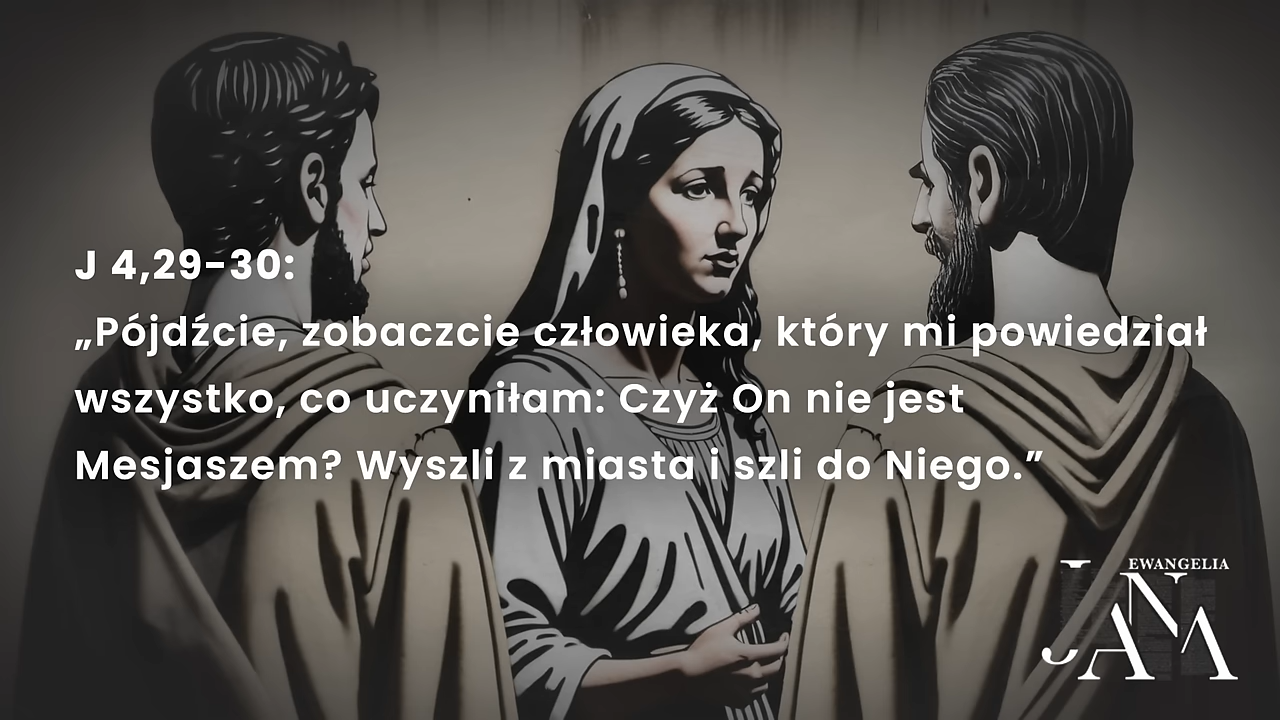 J 4,29-30:
„Pójdźcie, zobaczcie człowieka, który mi powiedział
wszystko, co uczyniłam: Czyż On nie jest
Mesjaszem? Wyszli z miasta i szli do Niego.”
EWANGELIA
JANA